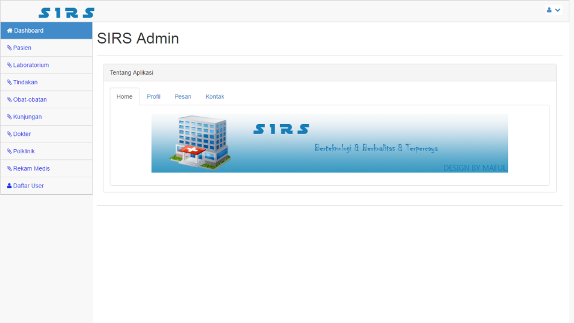 SIRS
Dashboard
Pasien
Laboratorium
Tindakan
Obat-obatan
Kunjungan
Dokter
Poliklinik
Rekam Medis
Daftar User
SIRS Admin
Tentang Aplikasi
Home Profil Pesan Kontak
SIRS
Berteknologi & Berkualitas & Terpercaya
DESIGN BY MAFUL